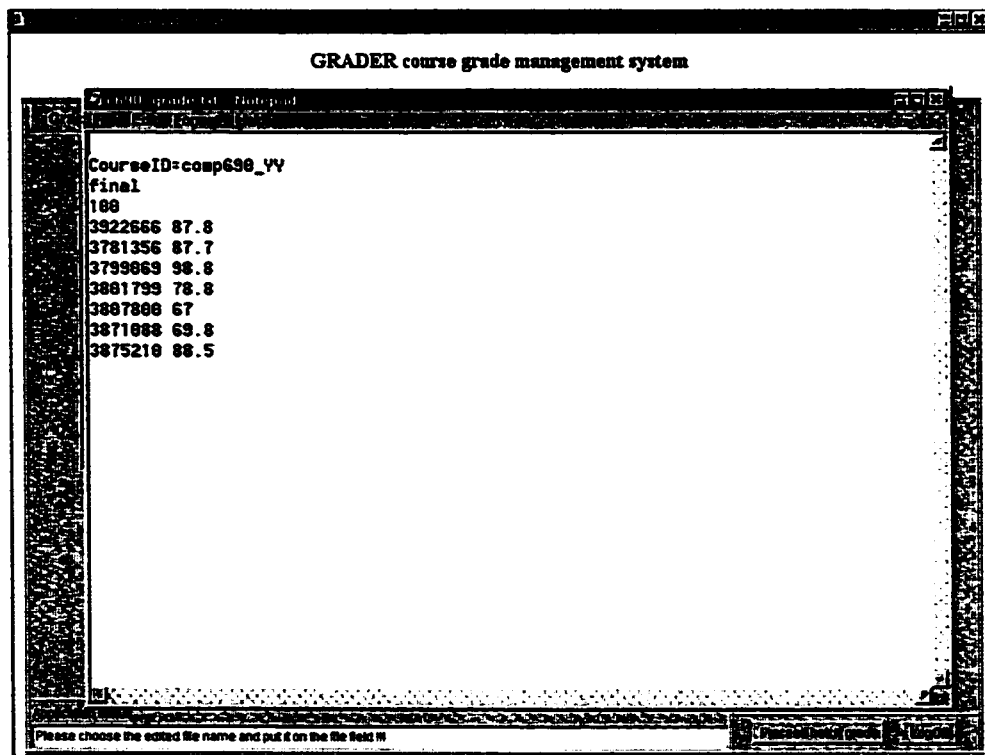 GRADER course grade management system
Notepad
CourseID=comp690_YY
final
100
3922666 87.8
3781356 87.7
3799869 98.8
3801799 78.8
3807800 67
3871088 69.8
3875210 88.5
Please choose the edited file name and put it on the file field !!!